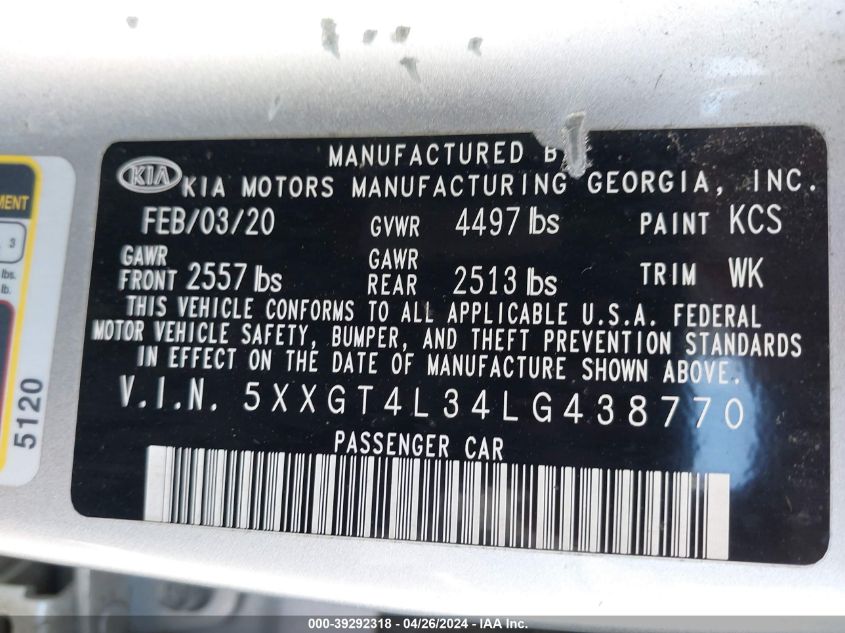 MANUFACTURED BY
KIA KIA MOTORS MANUFACTURING GEORGIA, INC.
FEB/03/20 GVWR 4497 lbs PAINT KCS
GAWR FRONT 2557 lbs GAWR REAR 2513 lbs TRIM WK
THIS VEHICLE CONFORMS TO ALL APPLICABLE U.S.A. FEDERAL
MOTOR VEHICLE SAFETY, BUMPER, AND THEFT PREVENTION STANDARDS
IN EFFECT ON THE DATE OF MANUFACTURE SHOWN ABOVE.
V.I.N. 5XXGT4L34LG438770
PASSENGER CAR
3
lbs.
lb.
5120
000-39292318 - 04/26/2024 - IAA Inc.